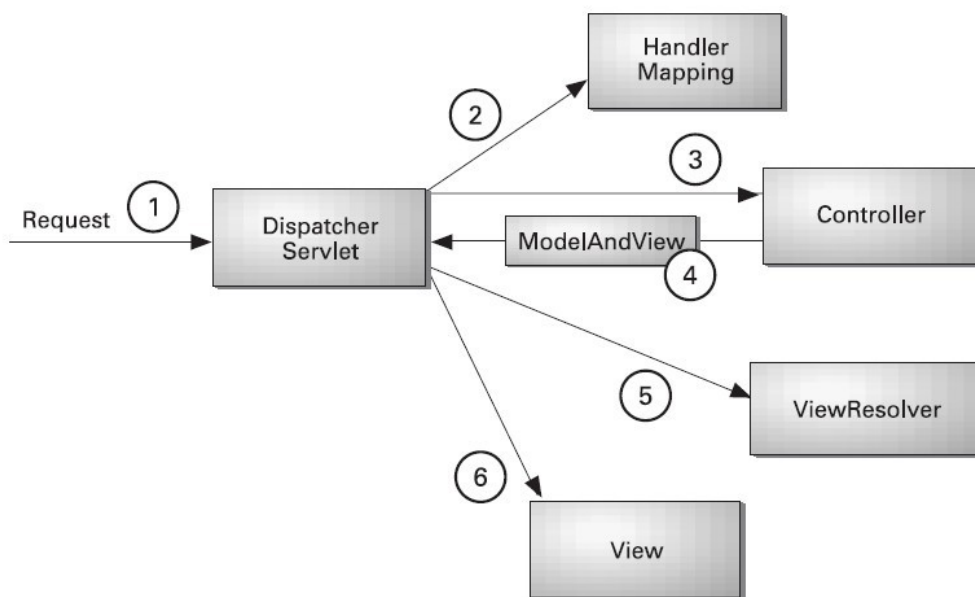 Handler
Mapping
2
3
1
Request
Dispatcher
Servlet
ModelAndView
Controller
4
5
ViewResolver
6
View